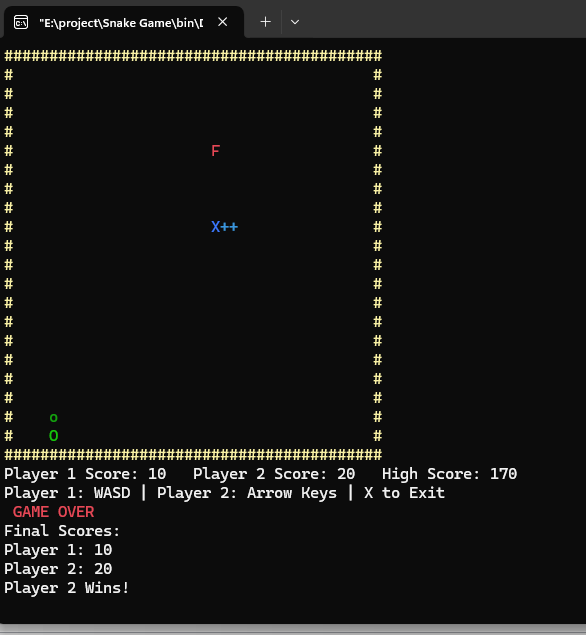 "E:\project\Snake Game\bin\D
##########################################
#                                        #
#                                        #
#                                        #
#                                        #
#                      F                 #
#                                        #
#                                        #
#                                        #
#                      X++               #
#                                        #
#                                        #
#                                        #
#                                        #
#                                        #
#                                        #
#                                        #
#                                        #
#                                        #
#    o                                   #
#    O                                   #
##########################################
Player 1 Score: 10   Player 2 Score: 20   High Score: 170
Player 1: WASD | Player 2: Arrow Keys | X to Exit
 GAME OVER
Final Scores:
Player 1: 10
Player 2: 20
Player 2 Wins!